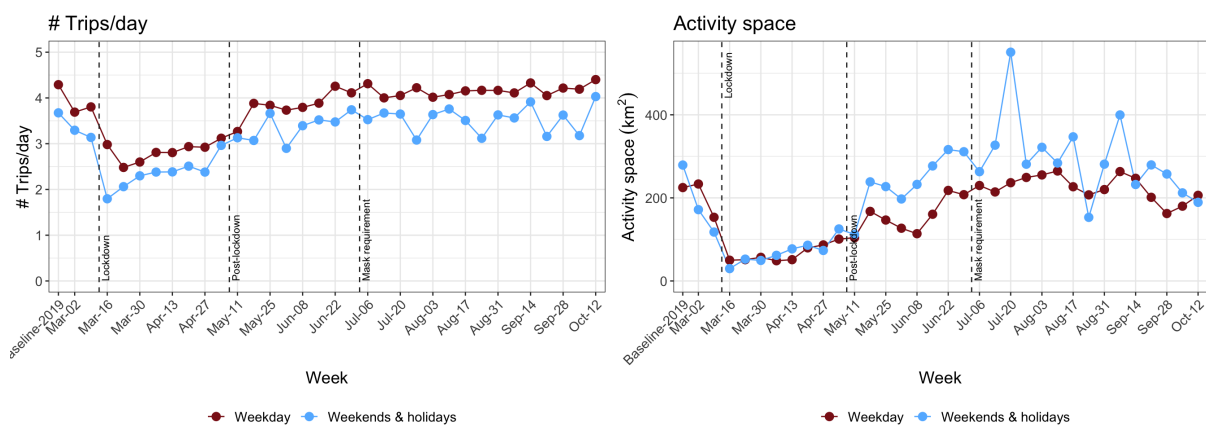 # Trips/day
# Trips/day
5
4
3
2
1
0
Lockdown
Post-lockdown
Mask requirement
aseline-2019
Mar-02
Mar-16
Mar-30
Apr-13
Apr-27
May-11
May-25
Jun-08
Jun-22
Jul-06
Jul-20
Aug-03
Aug-17
Aug-31
Sep-14
Sep-28
Oct-12
Week
Weekday Weekends & holidays
Activity space
Activity space (km²)
400
200
0
Lockdown
Post-lockdown
Mask requirement
Baseline-2019
Mar-02
Mar-16
Mar-30
Apr-13
Apr-27
May-11
May-25
Jun-08
Jun-22
Jul-06
Jul-20
Aug-03
Aug-17
Aug-31
Sep-14
Sep-28
Oct-12
Week
Weekday Weekends & holidays